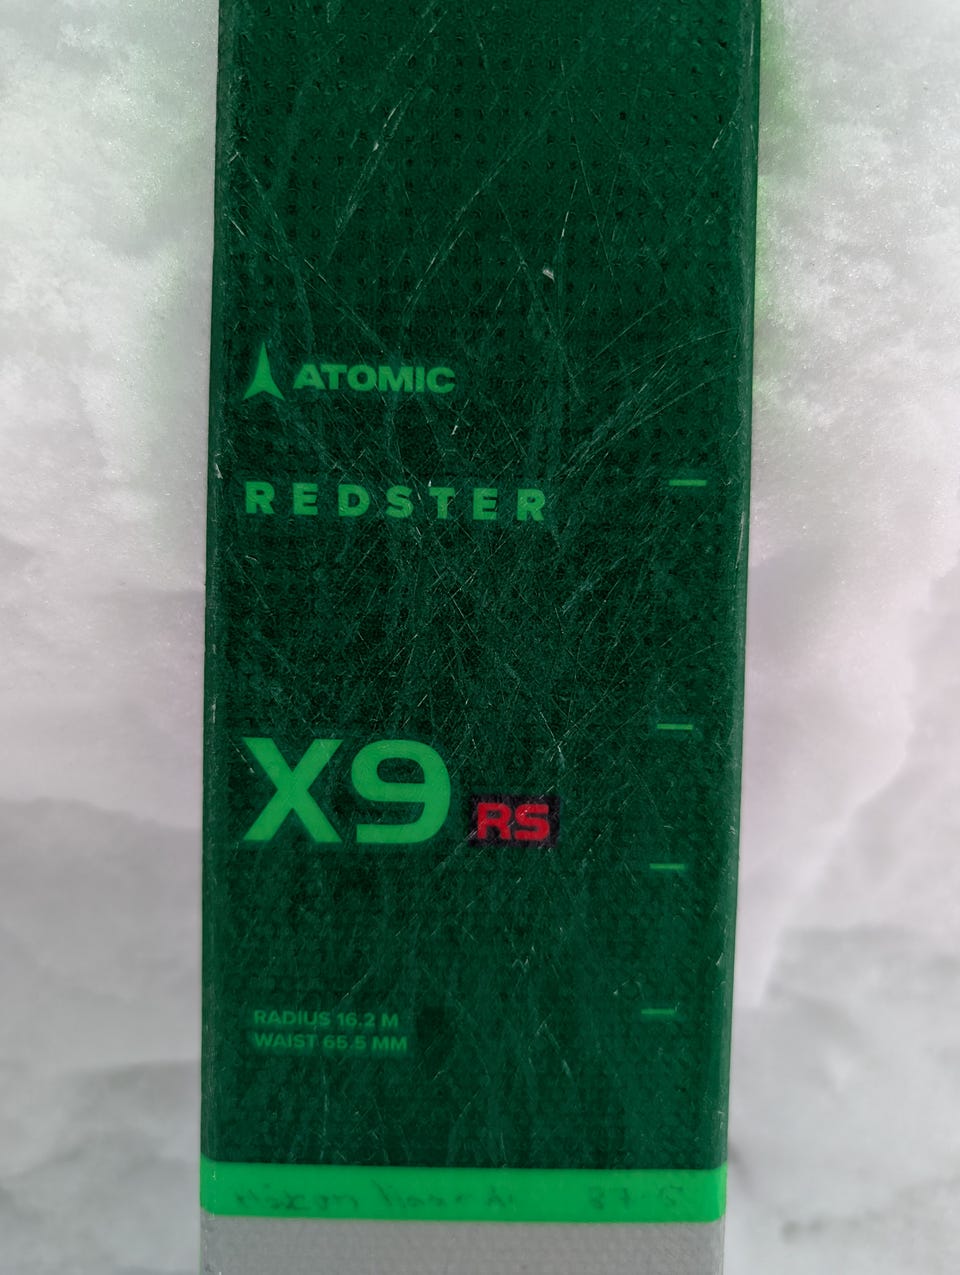 ATOMIC
REDSTER
X9 RS
RADIUS 16.2 M
WAIST 65.5 MM